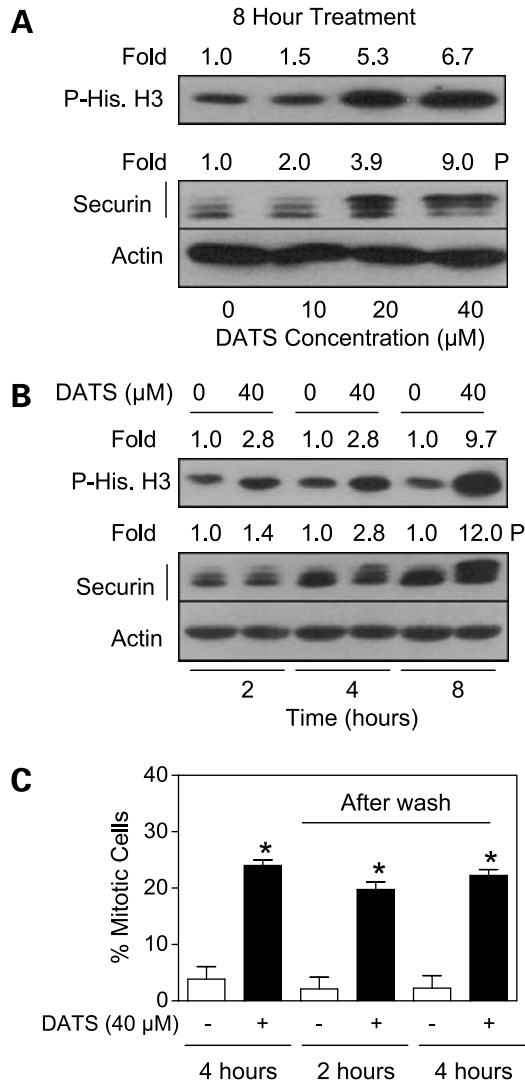 A
8 Hour Treatment
Fold 1.0 1.5 5.3 6.7
P-His. H3
Fold 1.0 2.0 3.9 9.0 P
Securin
Actin
0 10 20 40
DATS Concentration (µM)
B
DATS (µM) 0 40 0 40 0 40
Fold 1.0 2.8 1.0 2.8 1.0 9.7
P-His. H3
Fold 1.0 1.4 1.0 2.8 1.0 12.0 P
Securin
Actin
2 4 8
Time (hours)
C
40
After wash
30
* * *
20
% Mitotic Cells
10
0
DATS (40 µM) - + - + - +
4 hours 2 hours 4 hours